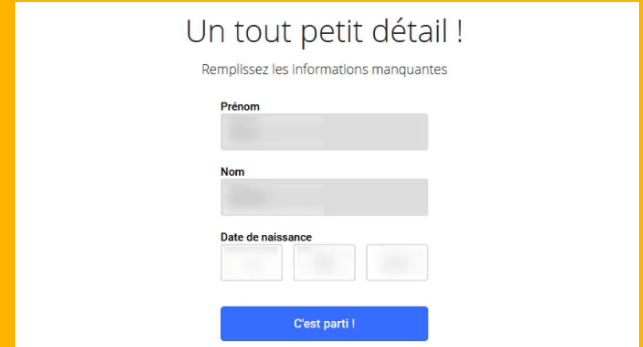 Un tout petit détail !
Remplissez les informations manquantes
Prénom
Nom
Date de naissance
C'est parti !